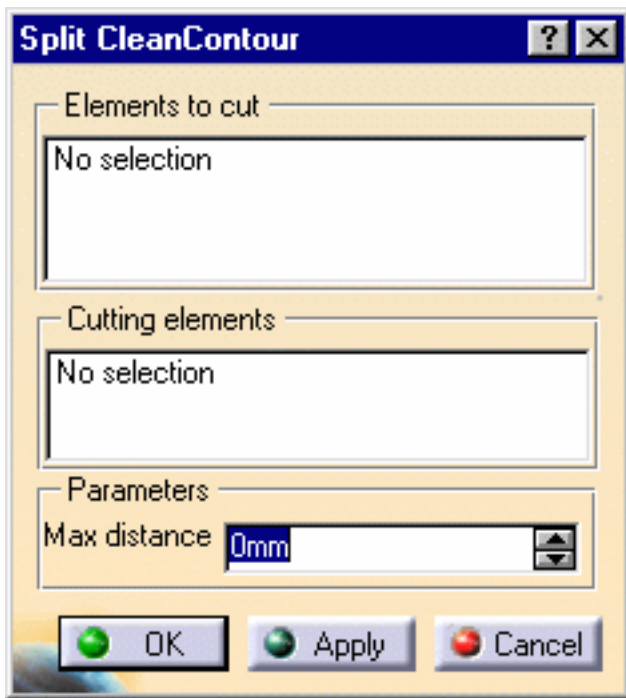 Split CleanContour ? X
Elements to cut
No selection
Cutting elements
No selection
Parameters
Max distance 0mm
OK Apply Cancel